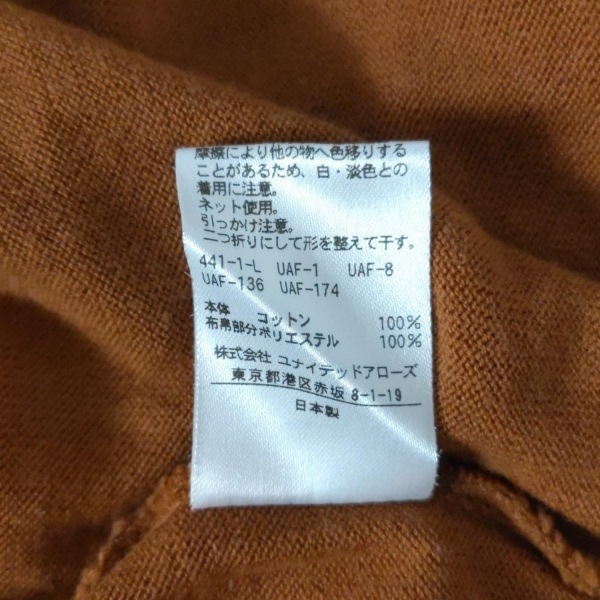 摩擦により他の物へ色移りする
ことがあるため、白・淡色との
着用に注意。
ネット使用。
引っかけ注意。
二つ折りにして形を整えて干す。
441-1-L UAF-1 UAF-8
UAF-136 UAF-174
本体 コットン 100%
布帛部分ポリエステル 100%
株式会社 ユナイテッドアローズ
東京都港区赤坂 8-1-19
日本製